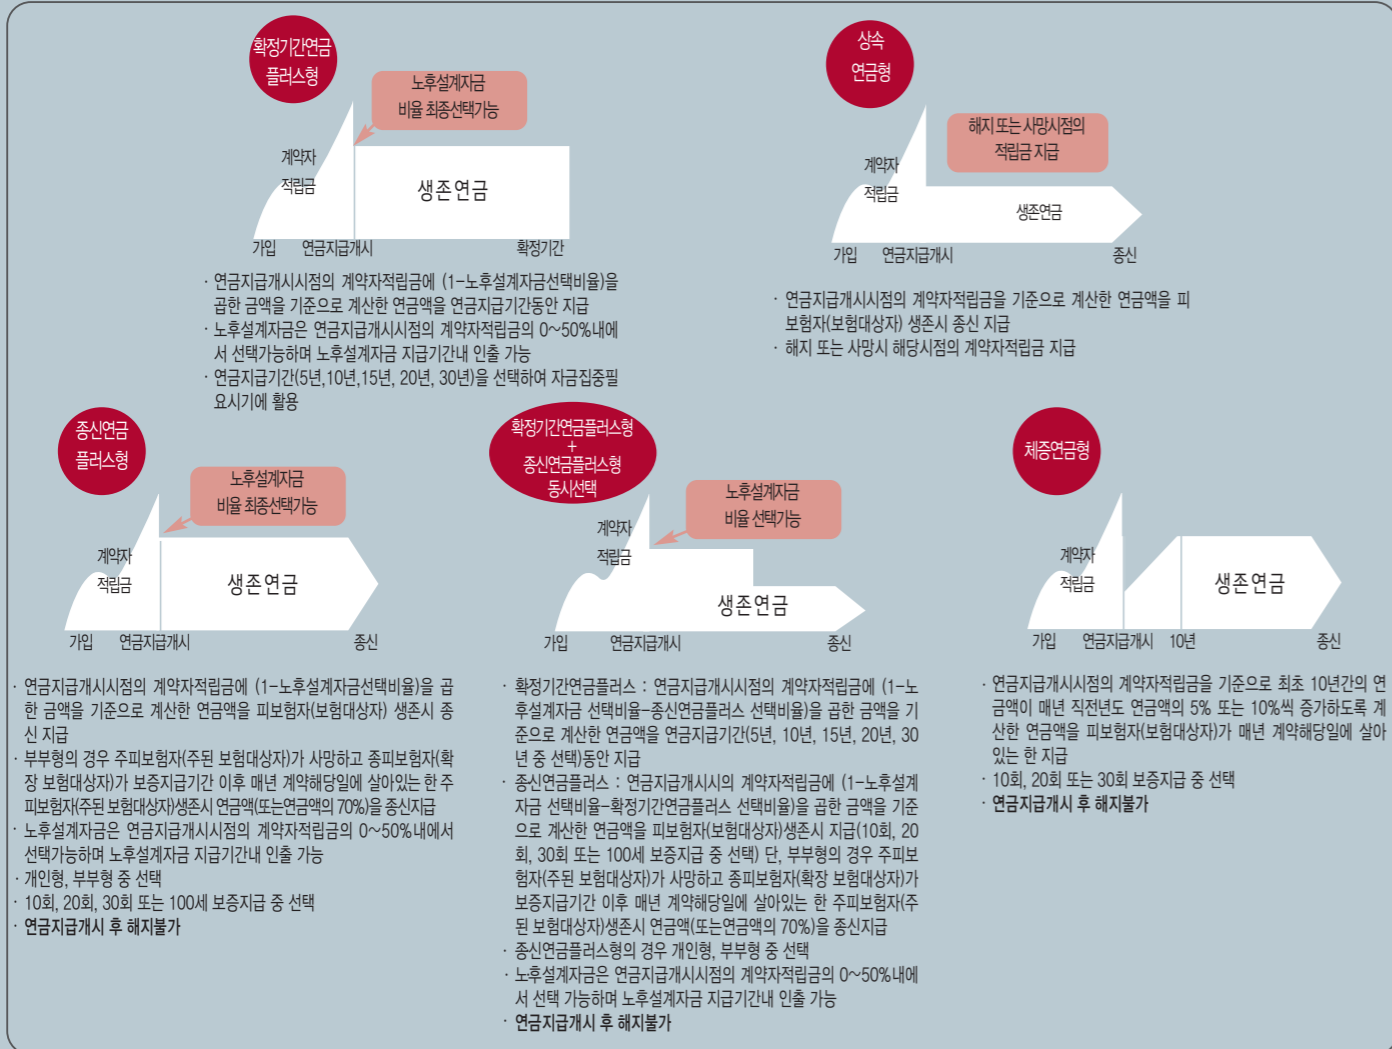 확정기간연금
플러스형
노후설계자금
비율 최종선택가능
계약자
적립금
생존연금
가입 연금지급개시 확정기간
· 연금지급개시시점의 계약자적립금에 (1-노후설계자금선택비율)을
곱한 금액을 기준으로 계산한 연금액을 연금지급기간동안 지급
· 노후설계자금은 연금지급개시시점의 계약자적립금의 0~50%내에
서 선택가능하며 노후설계자금 지급기간내 인출 가능
· 연금지급기간(5년,10년,15년, 20년, 30년)을 선택하여 자금집중필
요시기에 활용
상속
연금형
해지 또는 사망시점의
적립금 지급
계약자
적립금
생존연금
가입 연금지급개시 종신
· 연금지급개시시점의 계약자적립금을 기준으로 계산한 연금액을 피
보험자(보험대상자) 생존시 종신 지급
· 해지 또는 사망시 해당시점의 계약자적립금 지급
종신연금
플러스형
노후설계자금
비율 최종선택가능
계약자
적립금
생존연금
가입 연금지급개시 종신
· 연금지급개시시점의 계약자적립금에 (1-노후설계자금선택비율)을 곱
한 금액을 기준으로 계산한 연금액을 피보험자(보험대상자) 생존시 종
신 지급
· 부부형의 경우 주피보험자(주된 보험대상자)가 사망하고 종피보험자(확
장 보험대상자)가 보증지급기간 이후 매년 계약해당일에 살아있는 한 주
피보험자(주된 보험대상자)생존시 연금액(또는연금액의 70%)을 종신지급
· 노후설계자금은 연금지급개시시점의 계약자적립금의 0~50%내에서
선택가능하며 노후설계자금 지급기간내 인출 가능
· 개인형, 부부형 중 선택
· 10회, 20회, 30회 또는 100세 보증지급 중 선택
· 연금지급개시 후 해지불가
확정기간연금플러스형
+
종신연금플러스형
동시선택
노후설계자금
비율 선택가능
계약자
적립금
생존연금
가입 연금지급개시 종신
· 확정기간연금플러스 : 연금지급개시시점의 계약자적립금에 (1-노
후설계자금 선택비율-종신연금플러스 선택비율)을 곱한 금액을 기
준으로 계산한 연금액을 연금지급기간(5년, 10년, 15년, 20년, 30
년 중 선택)동안 지급
· 종신연금플러스 : 연금지급개시시의 계약자적립금에 (1-노후설계
자금 선택비율-확정기간연금플러스 선택비율)을 곱한 금액을 기준
으로 계산한 연금액을 피보험자(보험대상자)생존시 지급(10회, 20
회, 30회 또는 100세 보증지급 중 선택) 단, 부부형의 경우 주피보
험자(주된 보험대상자)가 사망하고 종피보험자(확장 보험대상자)가
보증지급기간 이후 매년 계약해당일에 살아있는 한 주피보험자(주
된 보험대상자)생존시 연금액(또는연금액의 70%)을 종신지급
· 종신연금플러스형의 경우 개인형, 부부형 중 선택
· 노후설계자금은 연금지급개시시점의 계약자적립금의 0~50%내에
서 선택 가능하며 노후설계자금 지급기간내 인출 가능
· 연금지급개시 후 해지불가
체증연금형
계약자
적립금
생존연금
가입 연금지급개시 10년 종신
· 연금지급개시시점의 계약자적립금을 기준으로 최초 10년간의 연
금액이 매년 직전년도 연금액의 5% 또는 10%씩 증가하도록 계
산한 연금액을 피보험자(보험대상자)가 매년 계약해당일에 살아
있는 한 지급
· 10회, 20회 또는 30회 보증지급 중 선택
· 연금지급개시 후 해지불가